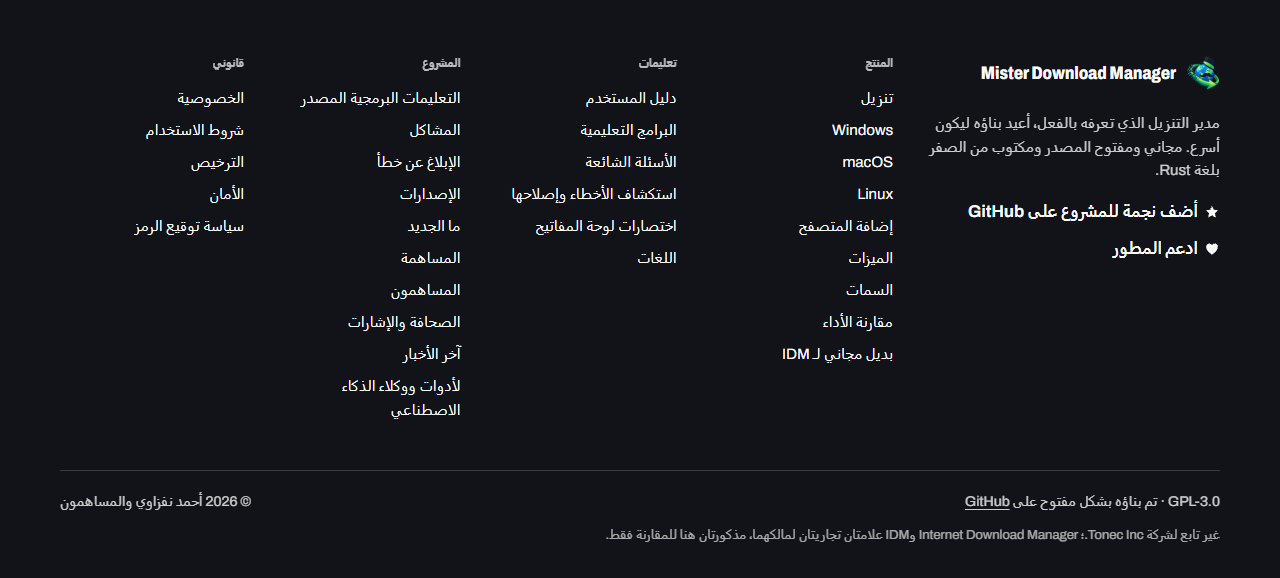 Mister Download Manager
مدير التنزيل الذي تعرفه بالفعل، أعيد بناؤه ليكون
أسرع. مجاني ومفتوح المصدر ومكتوب من الصفر
بلغة Rust.
أضف نجمة للمشروع على GitHub
ادعم المطور
المنتج
تنزيل
Windows
macOS
Linux
إضافة المتصفح
الميزات
السمات
مقارنة الأداء
بديل مجاني لـ IDM
تعليمات
دليل المستخدم
البرامج التعليمية
الأسئلة الشائعة
استكشاف الأخطاء وإصلاحها
اختصارات لوحة المفاتيح
اللغات
المشروع
التعليمات البرمجية المصدر
المشاكل
الإبلاغ عن خطأ
الإصدارات
ما الجديد
المساهمة
المساهمون
الصحافة والإشارات
آخر الأخبار
لأدوات ووكلاء الذكاء
الاصطناعي
قانوني
الخصوصية
شروط الاستخدام
الترخيص
الأمان
سياسة توقيع الرمز
GPL-3.0 · تم بناؤه بشكل مفتوح على GitHub
© 2026 أحمد نفزاوي والمساهمون
غير تابع لشركة Tonec Inc.؛ Internet Download Manager وIDM علامتان تجاريتان لمالكهما، مذكورتان هنا للمقارنة فقط.